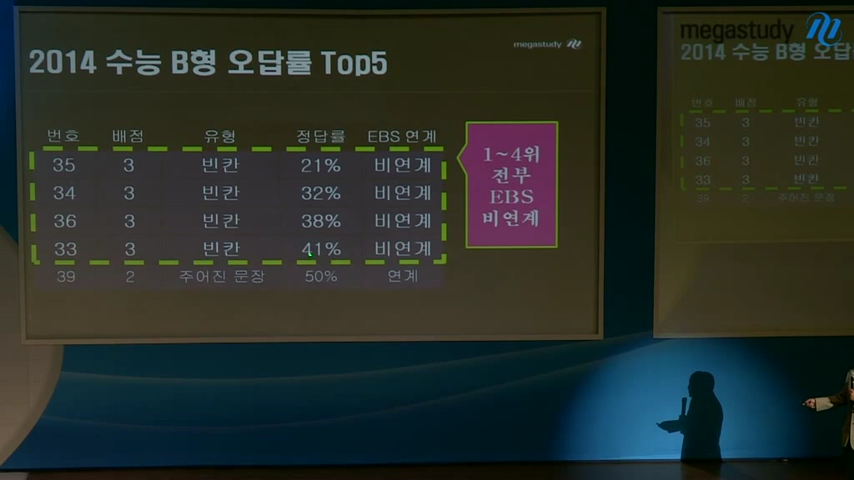 megastudy
2014 수능 B형 오답률 Top5
번호 배점 유형 정답률 EBS 연계
35 3 빈칸 21% 비연계
34 3 빈칸 32% 비연계
36 3 빈칸 38% 비연계
33 3 빈칸 41% 비연계
39 2 주어진 문장 50% 연계
1~4위
전부
EBS
비연계
megastudy
2014 수능 B형 오답
번호 배점 유형
35 3 빈칸
34 3 빈칸
36 3 빈칸
33 3 빈칸
39 2 주어진 문장